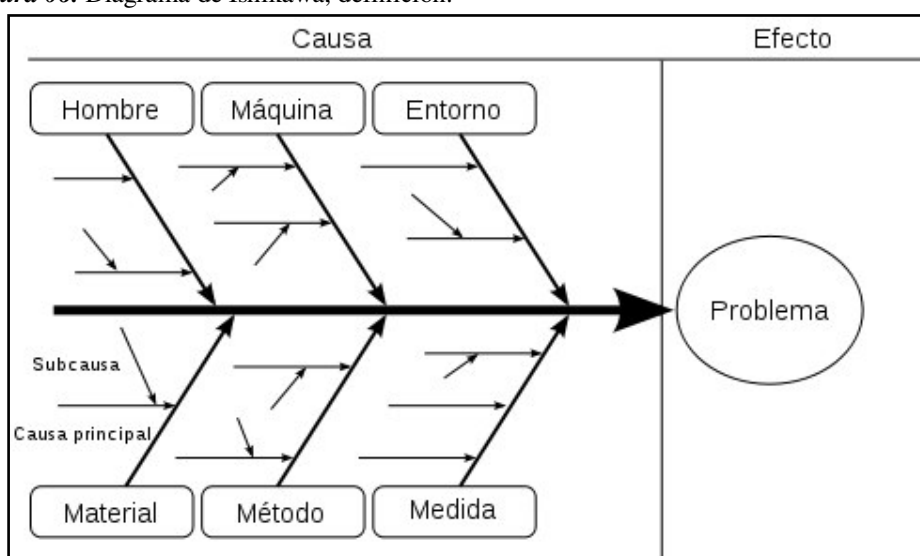 Diagrama de Ishikawa, definición.
Causa Efecto
Hombre Máquina Entorno
Problema
Subcausa
Causa principal
Material Método Medida